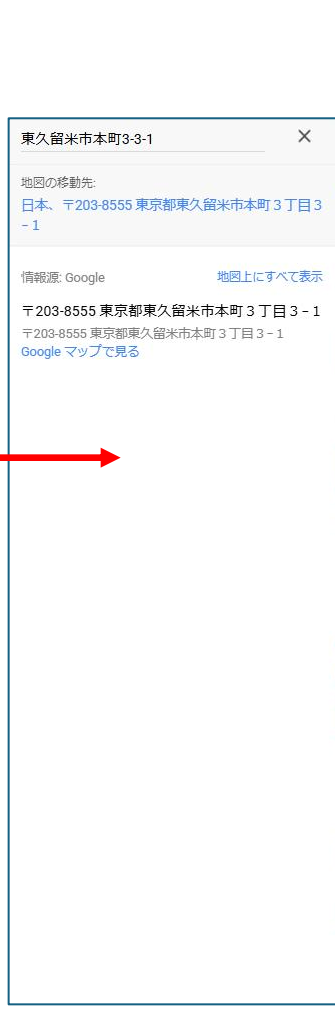 東久留米市本町3-3-1
地図の移動先:
日本、〒203-8555 東京都東久留米市本町３丁目３
−１
情報源: Google
地図上にすべて表示
〒203-8555 東京都東久留米市本町３丁目３−１
〒203-8555 東京都東久留米市本町３丁目３−１
Google マップで見る